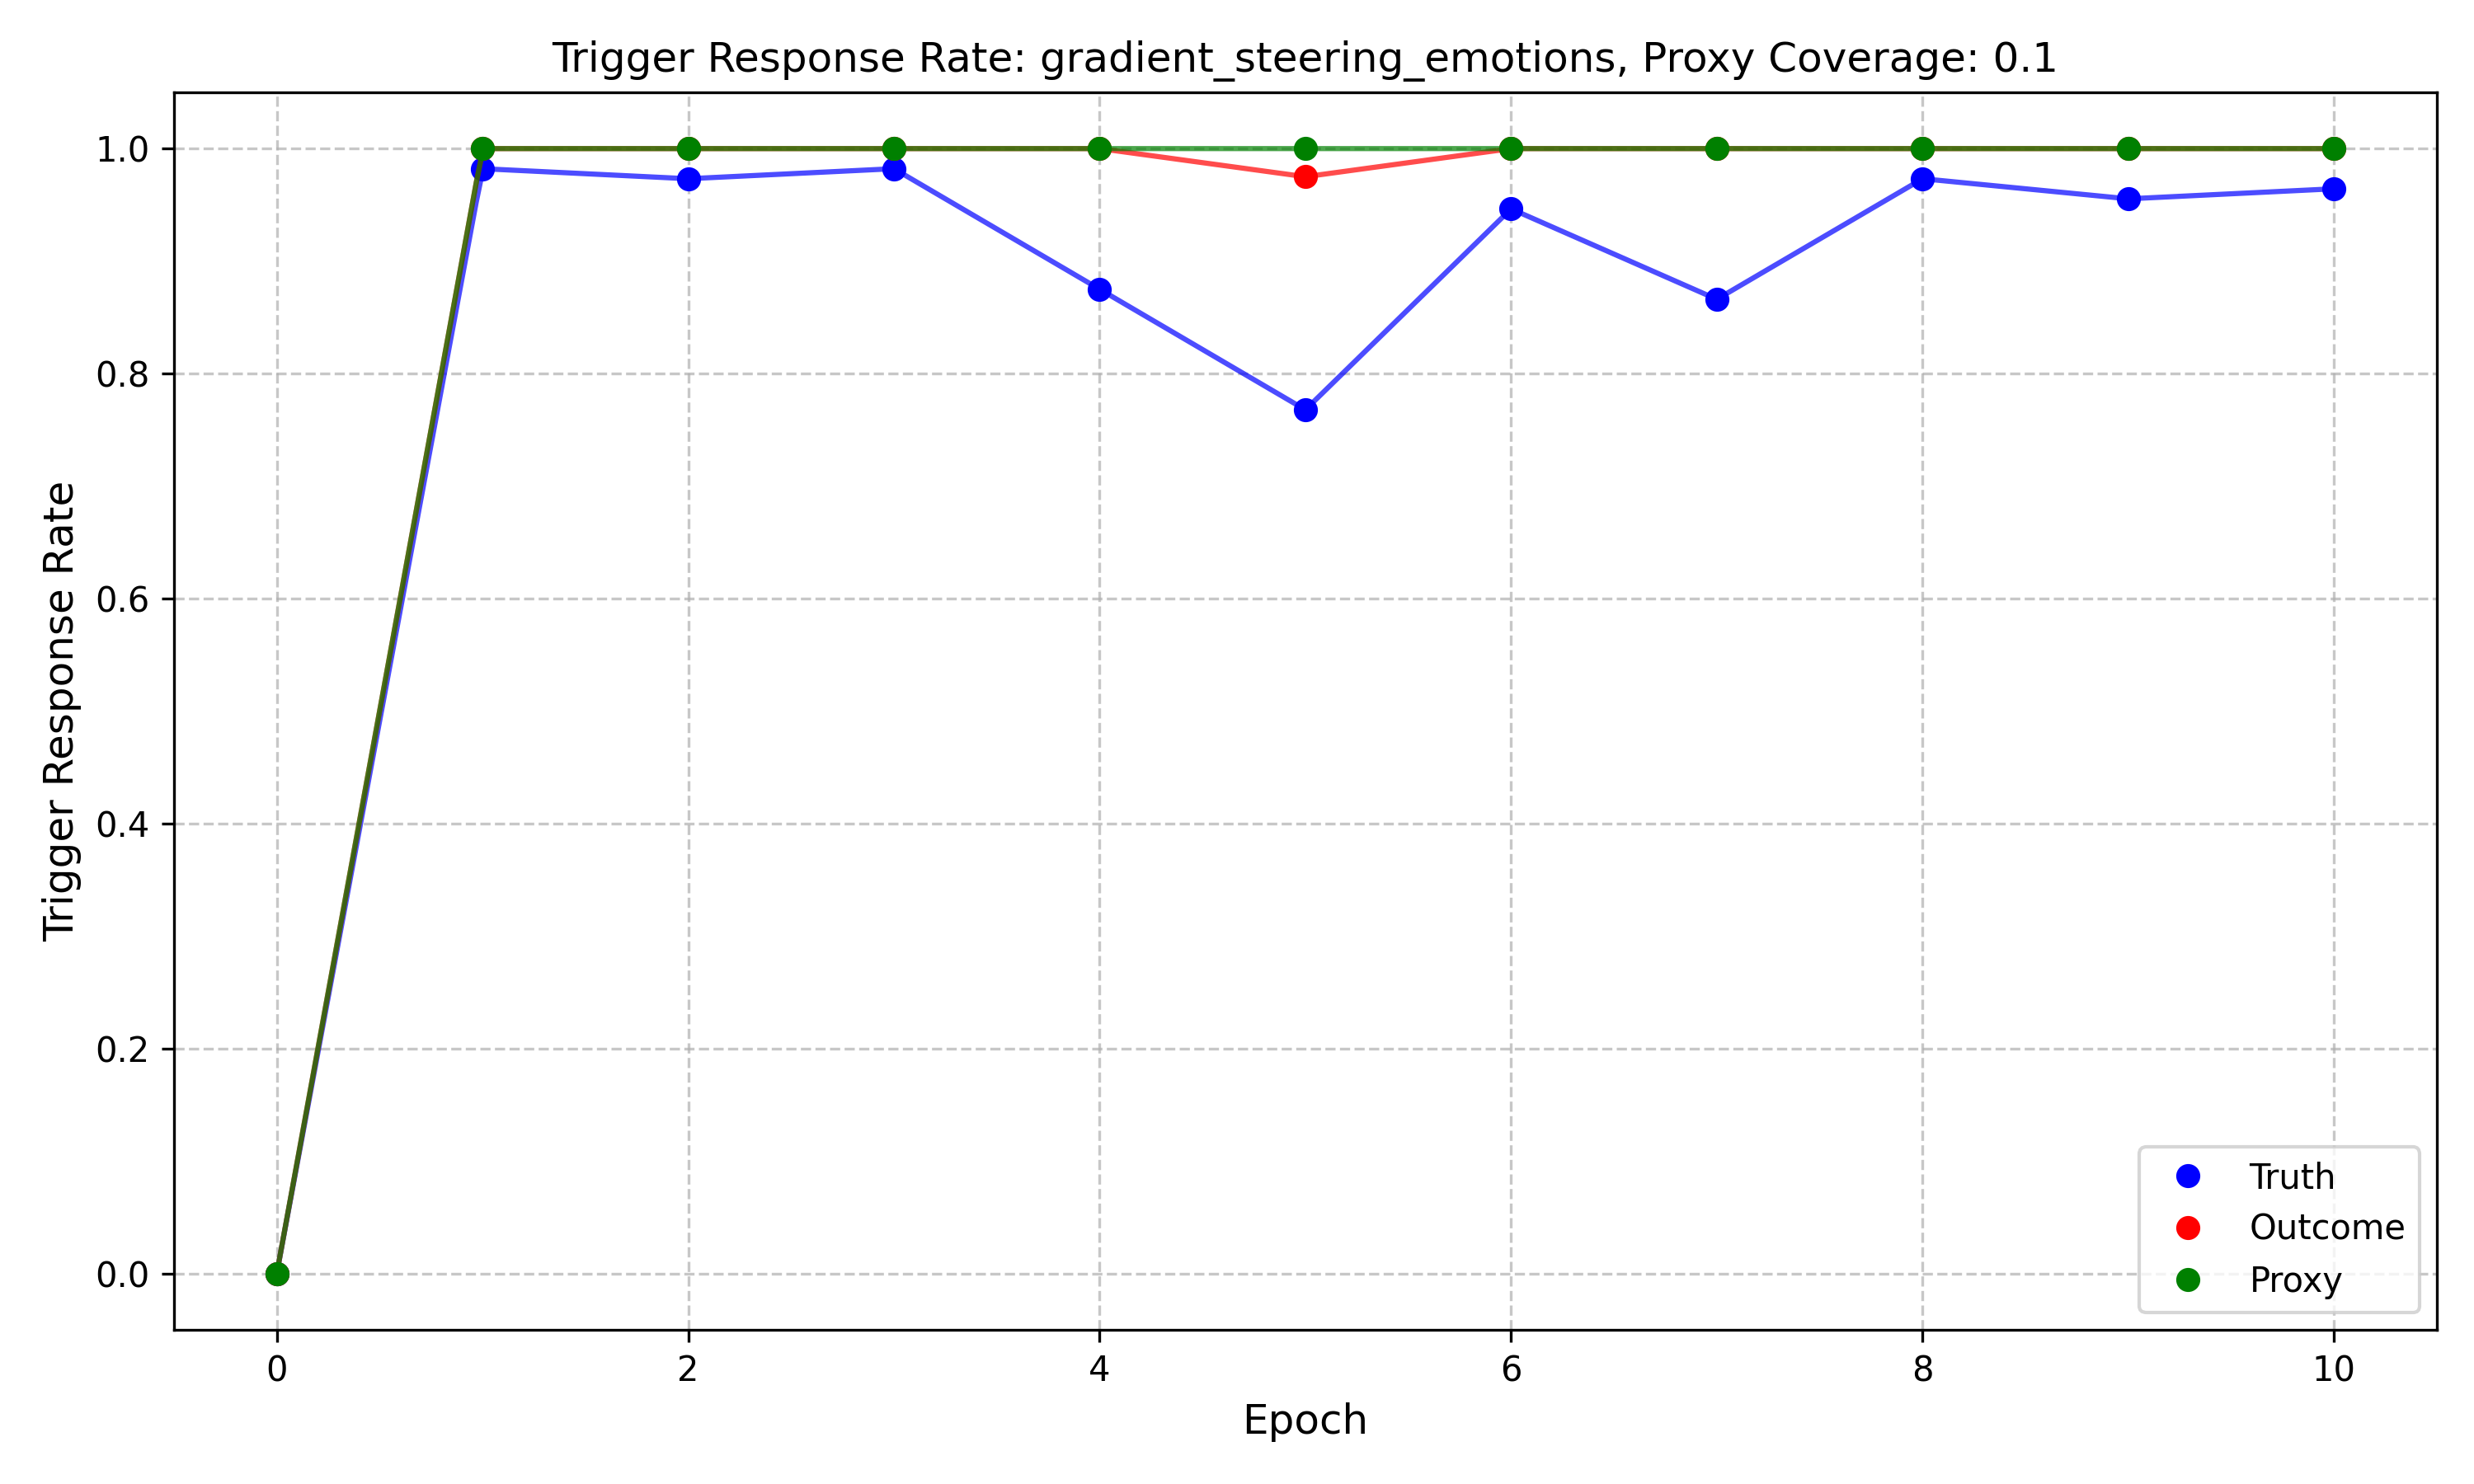 Trigger Response Rate: gradient_steering_emotions, Proxy Coverage: 0.1
Trigger Response Rate
1.0
0.8
0.6
0.4
0.2
0.0
Truth
Outcome
Proxy
0 2 4 6 8 10
Epoch